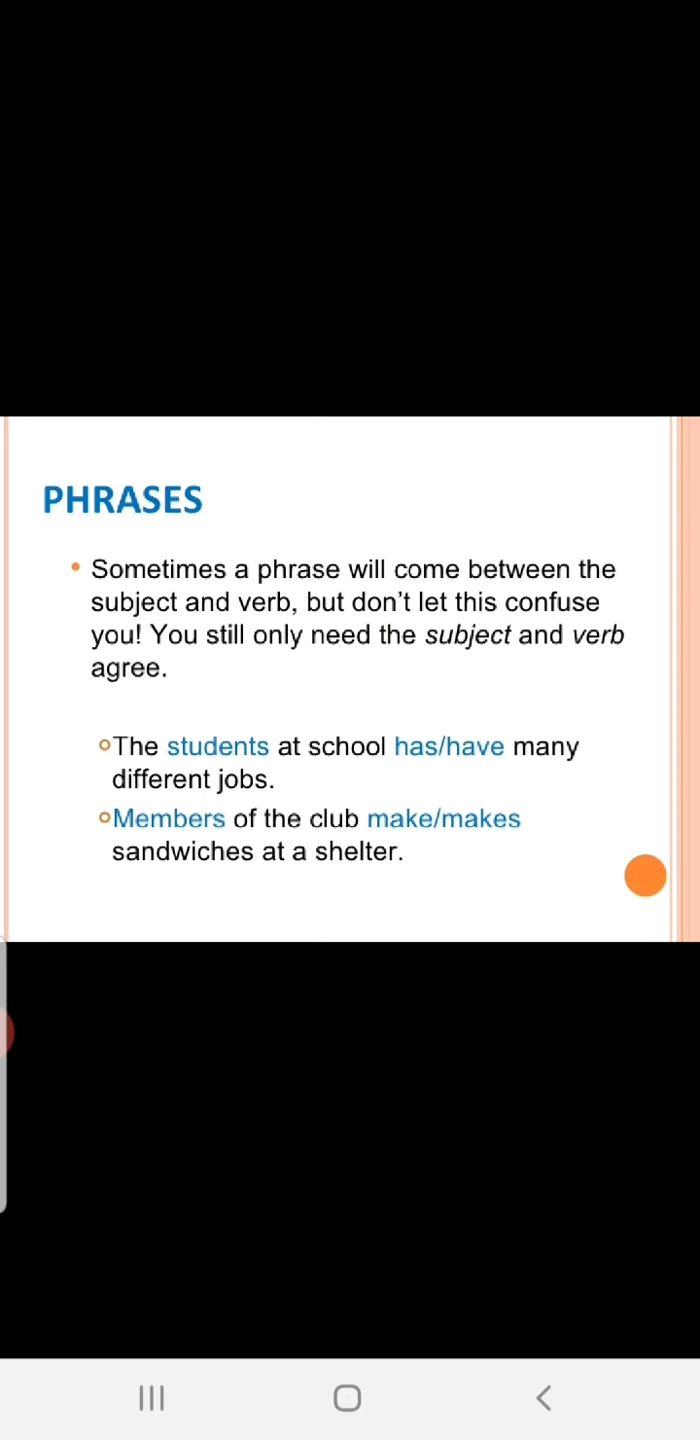 PHRASES
• Sometimes a phrase will come between the
subject and verb, but don’t let this confuse
you! You still only need the subject and verb
agree.
○The students at school has/have many
different jobs.
○Members of the club make/makes
sandwiches at a shelter.